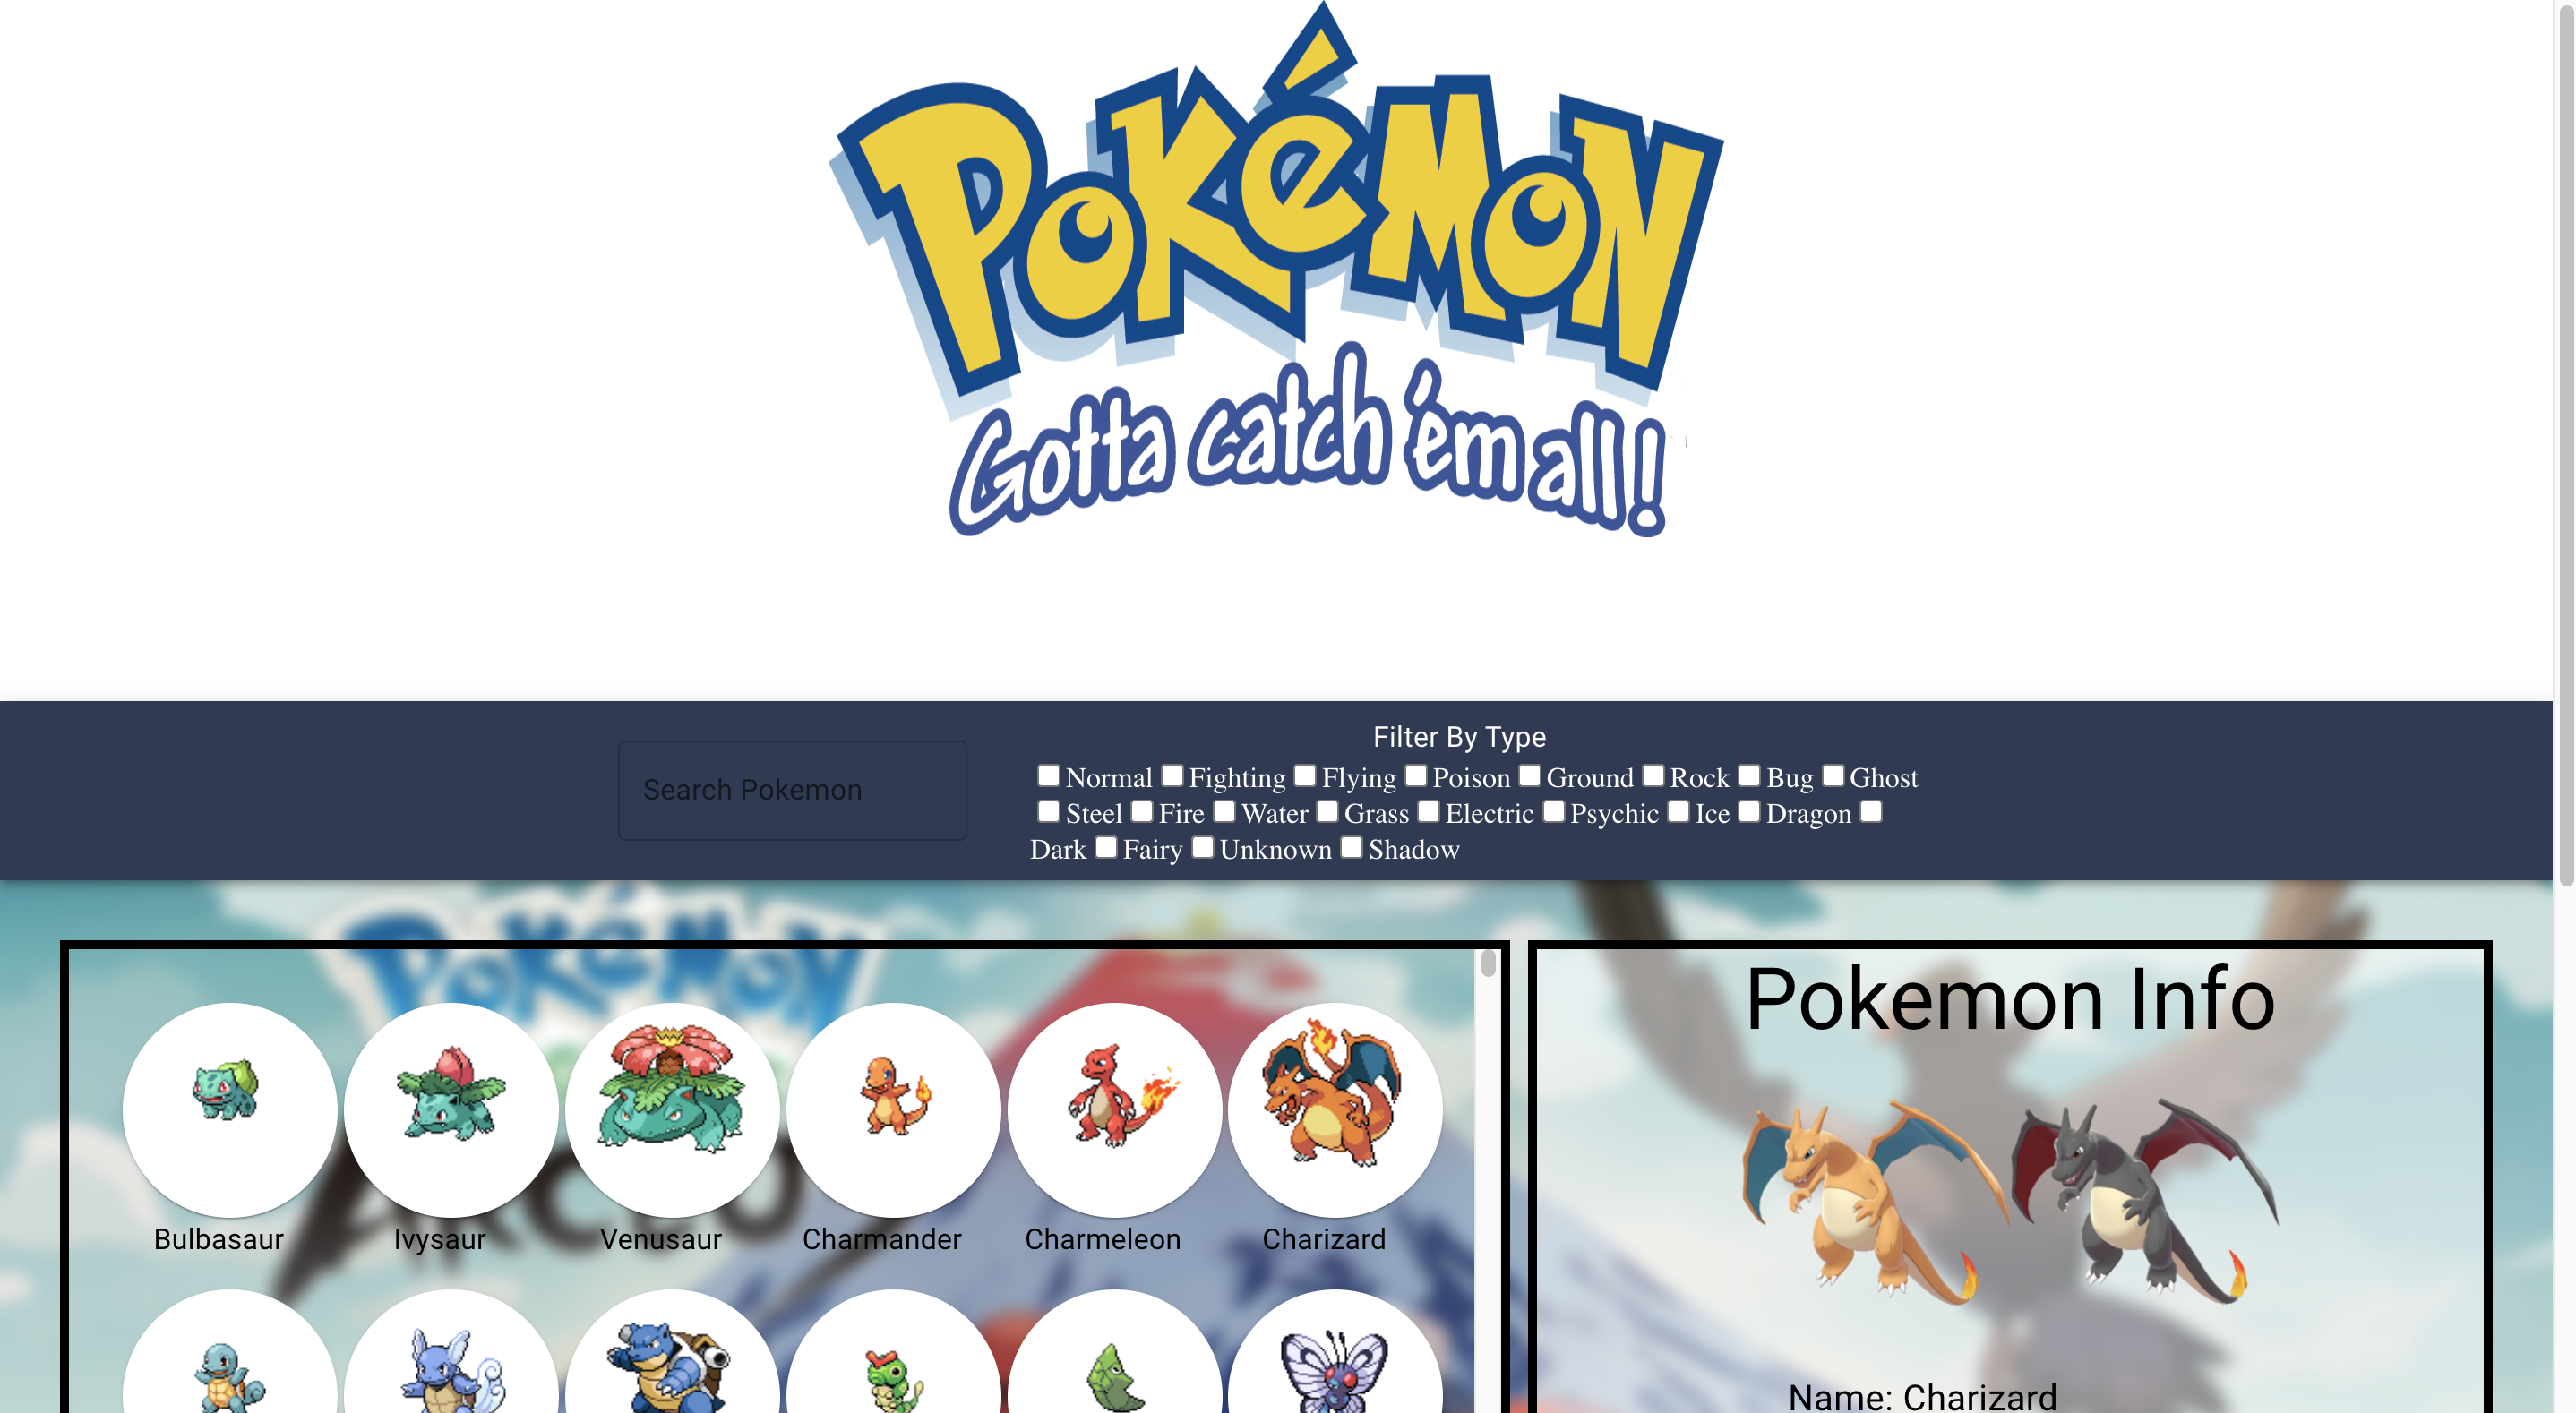 POKéMON
Gotta catch 'em all!
Search Pokemon
Filter By Type
Normal Fighting Flying Poison Ground Rock Bug Ghost
Steel Fire Water Grass Electric Psychic Ice Dragon
Dark Fairy Unknown Shadow
POKéMON
Pokemon Info
Bulbasaur Ivysaur Venusaur Charmander Charmeleon Charizard
Name: Charizard